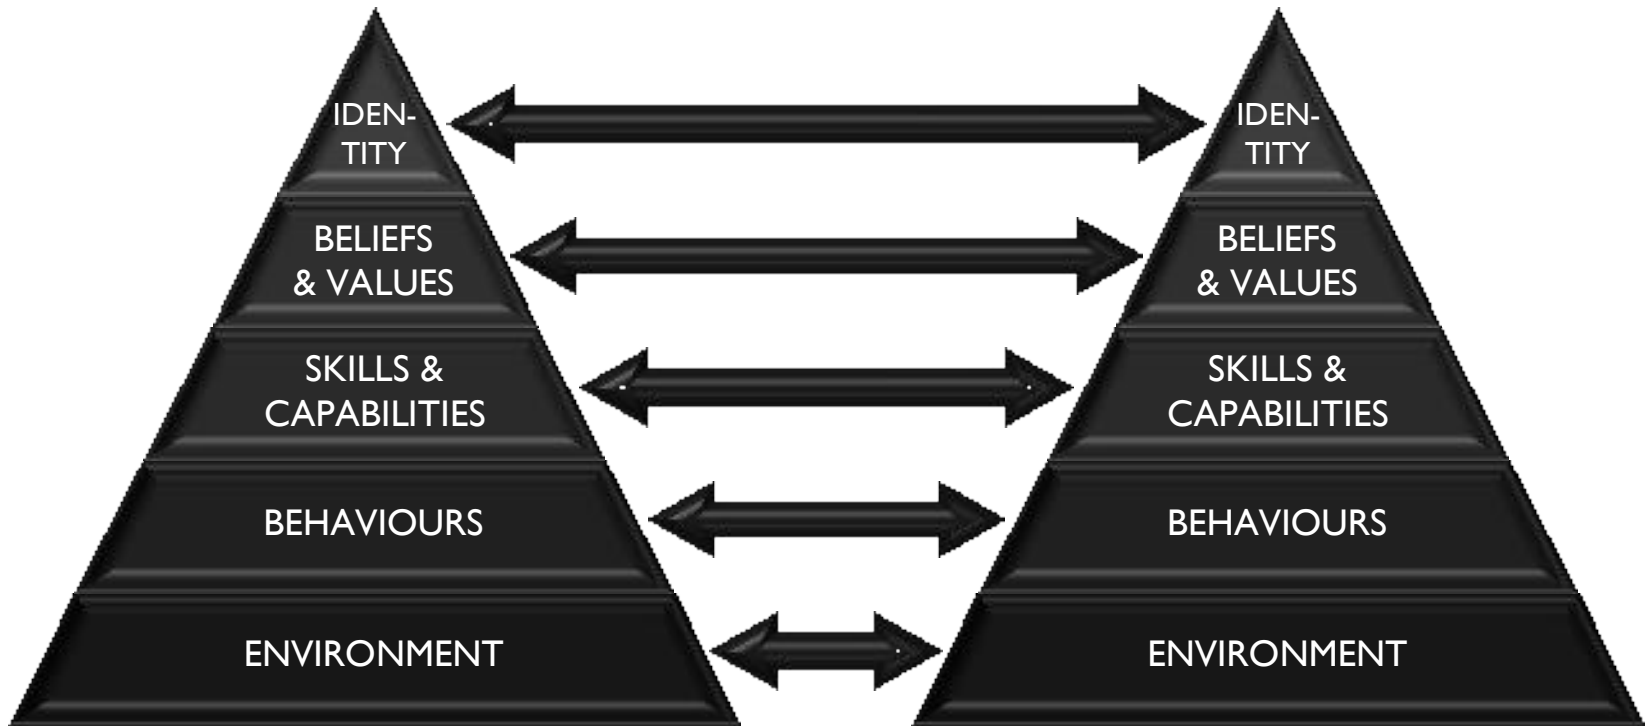 IDEN-
TITY
BELIEFS
& VALUES
SKILLS &
CAPABILITIES
BEHAVIOURS
ENVIRONMENT
IDEN-
TITY
BELIEFS
& VALUES
SKILLS &
CAPABILITIES
BEHAVIOURS
ENVIRONMENT